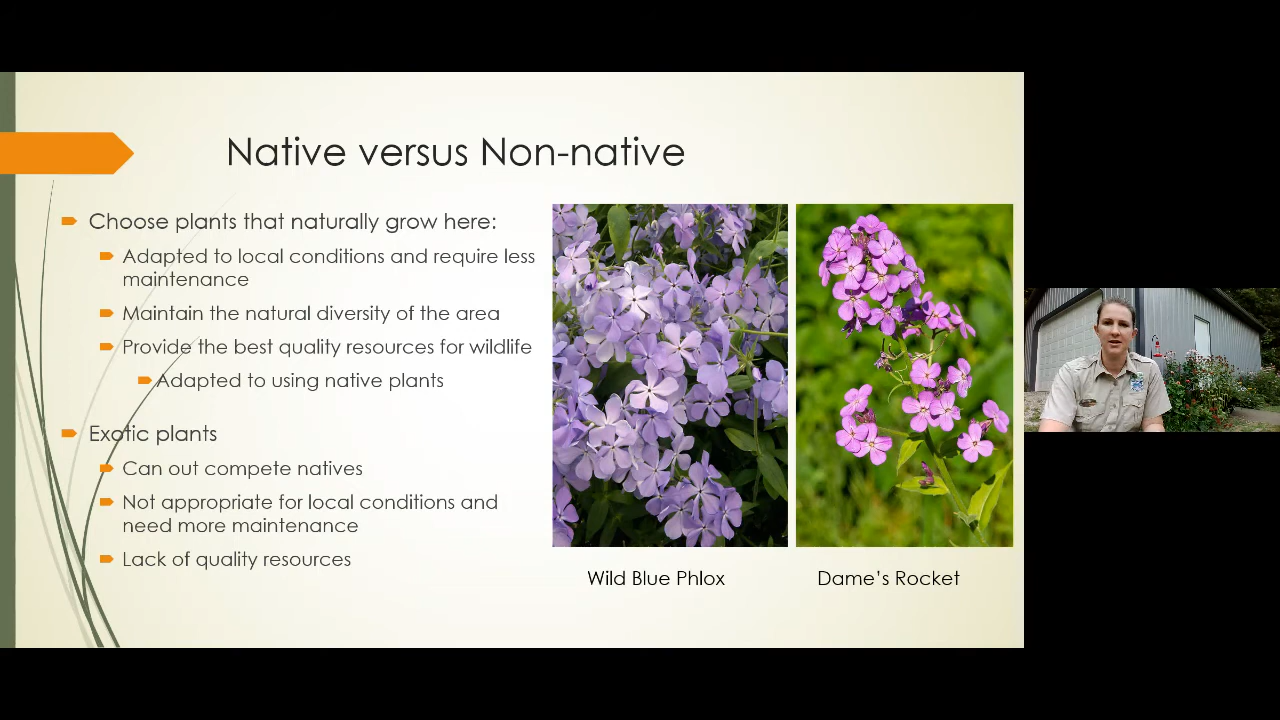 Native versus Non-native
Choose plants that naturally grow here:
Adapted to local conditions and require less
maintenance
Maintain the natural diversity of the area
Provide the best quality resources for wildlife
Adapted to using native plants
Exotic plants
Can out compete natives
Not appropriate for local conditions and
need more maintenance
Lack of quality resources
Wild Blue Phlox
Dame's Rocket